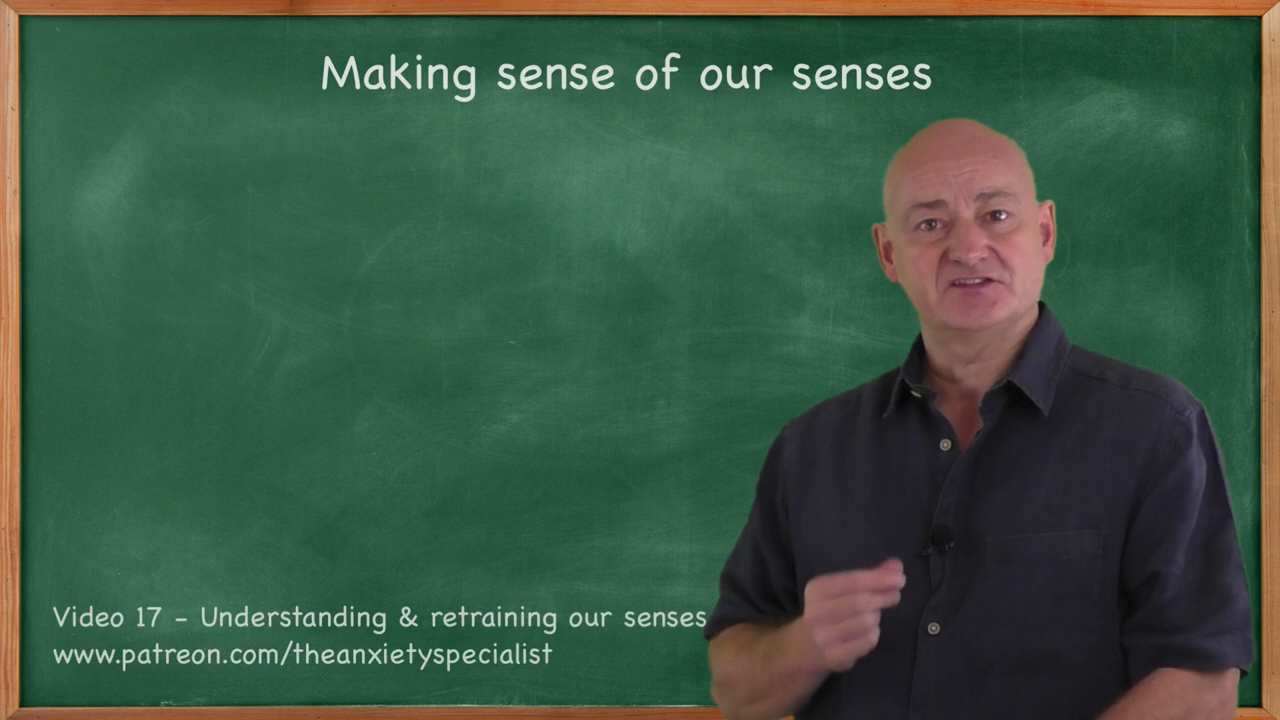 Making sense of our senses
Video 17 - Understanding & retraining our senses
www.patreon.com/theanxietyspecialist